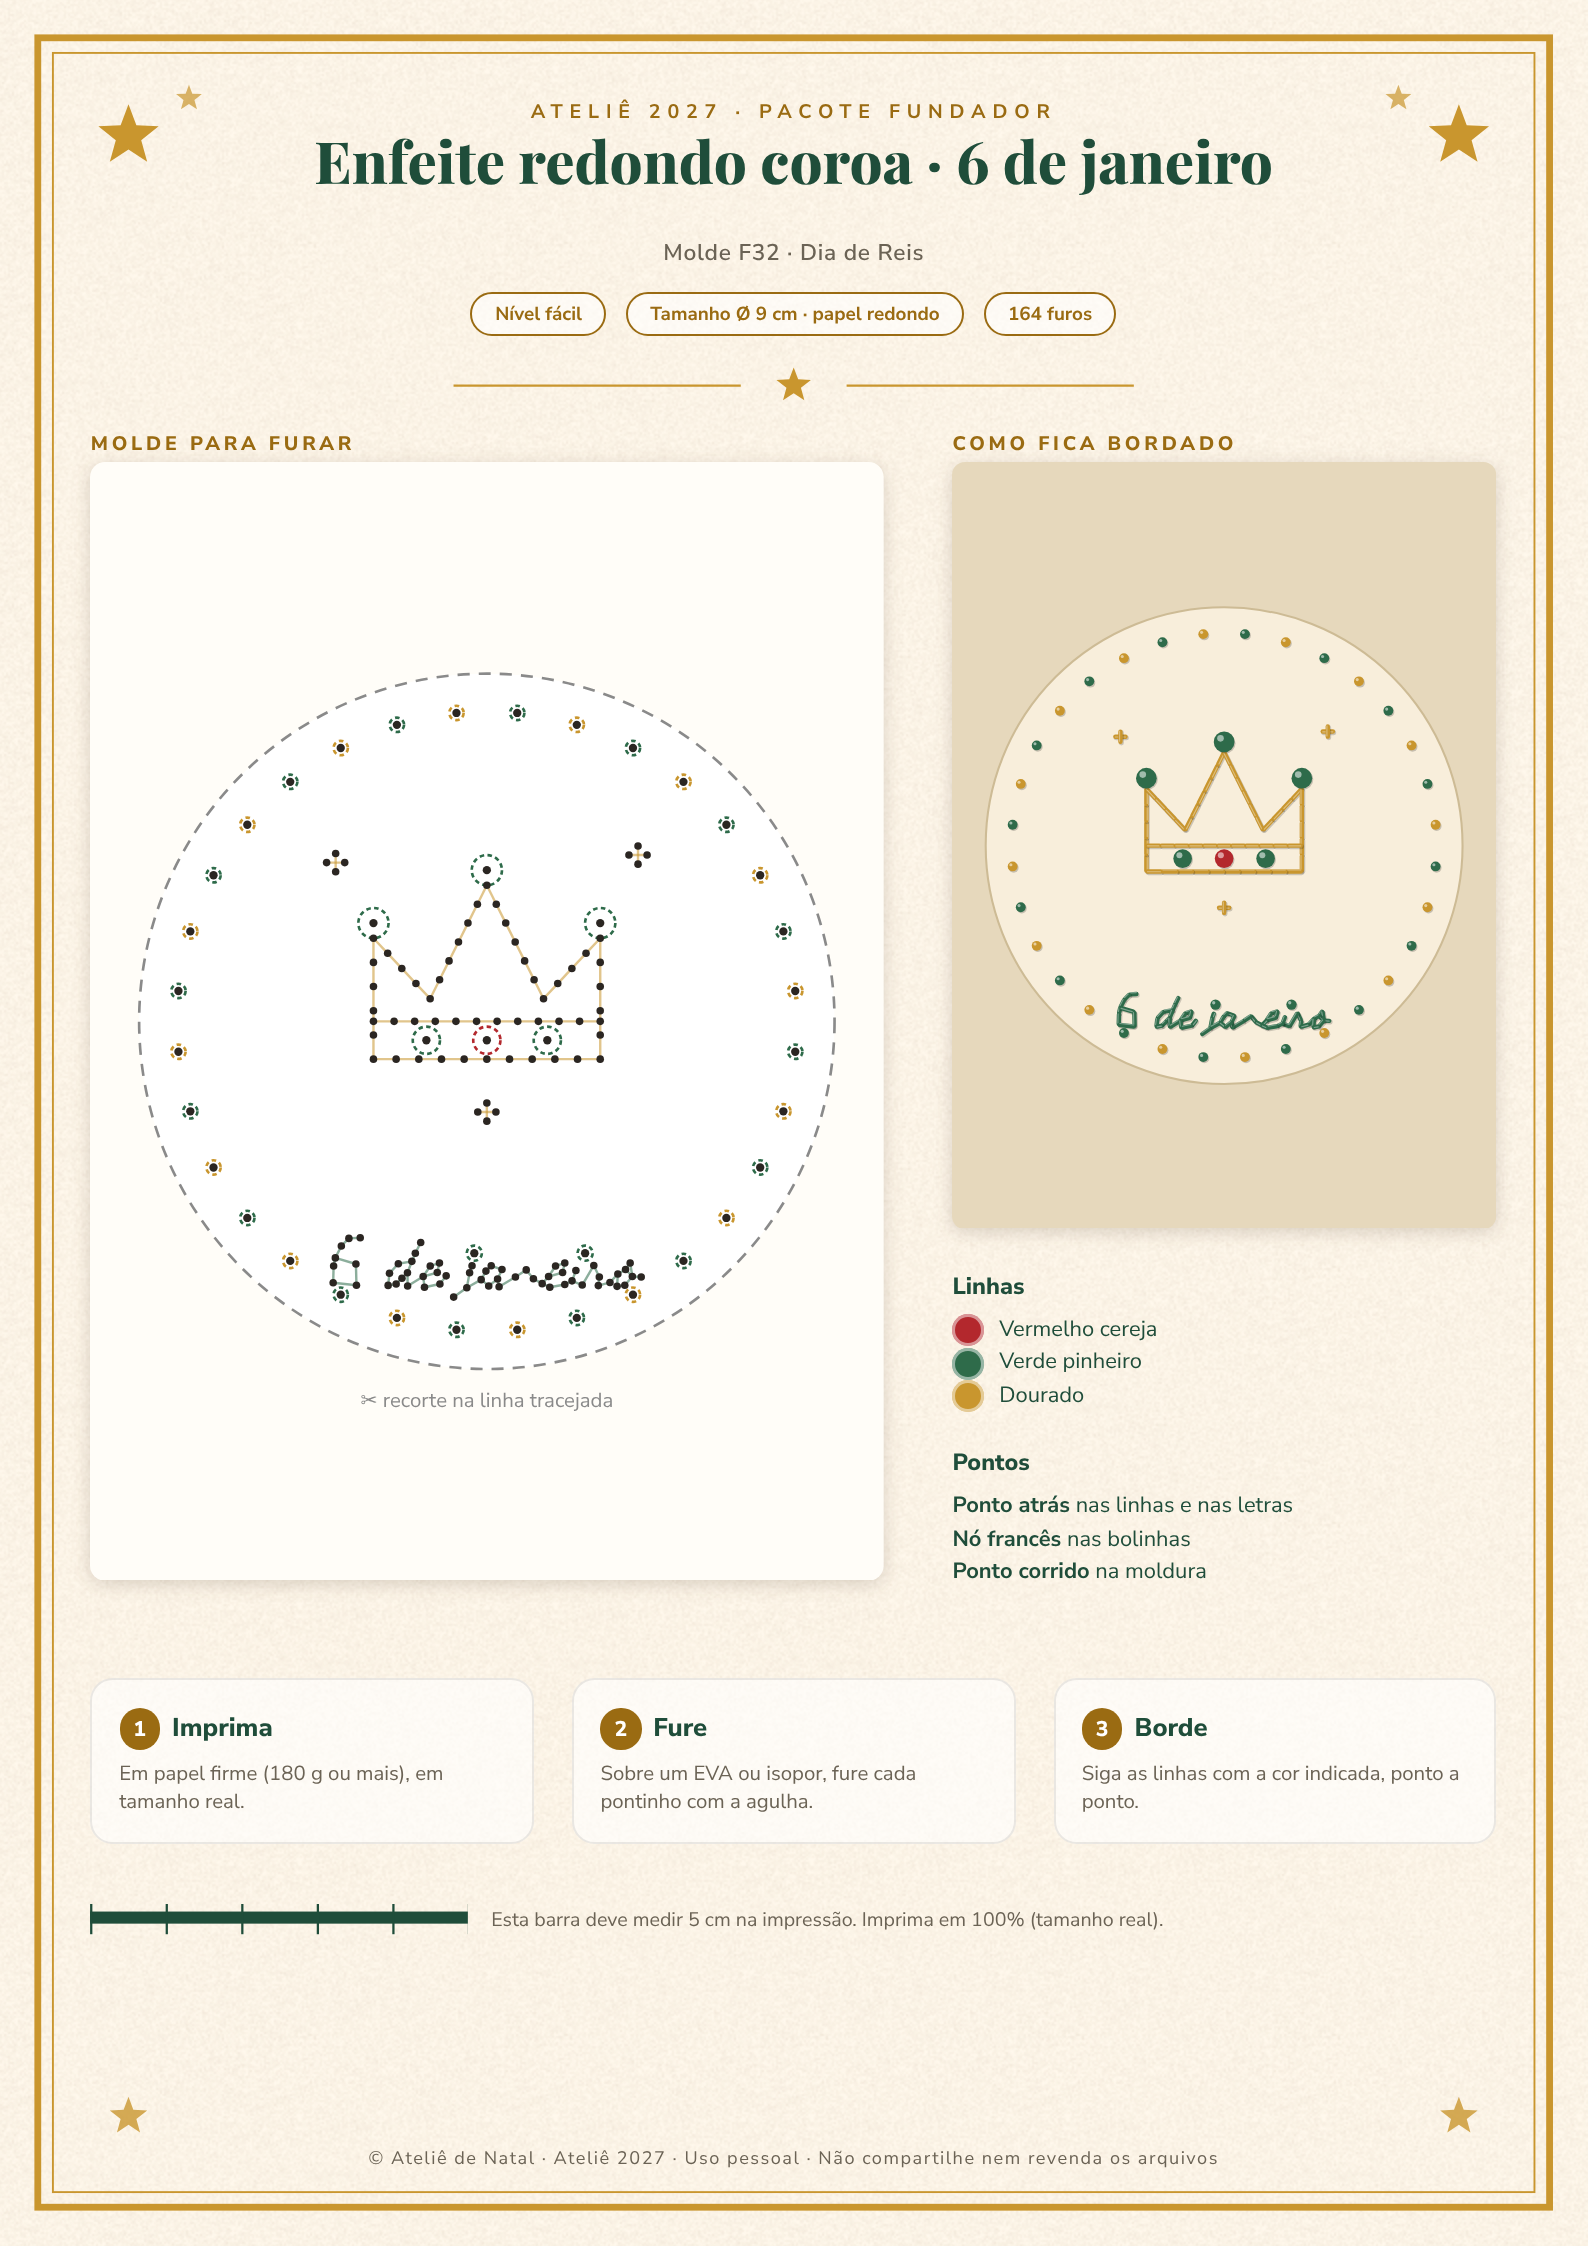 ATELIÊ 2027 · PACOTE FUNDADOR
Enfeite redondo coroa · 6 de janeiro
Molde F32 · Dia de Reis
Nível fácil
Tamanho Ø 9 cm · papel redondo
164 furos
MOLDE PARA FURAR
6 de janeiro
✂ recorte na linha tracejada
COMO FICA BORDADO
6 de janeiro
Linhas
Vermelho cereja
Verde pinheiro
Dourado
Pontos
Ponto atrás nas linhas e nas letras
Nó francês nas bolinhas
Ponto corrido na moldura
1 Imprima
Em papel firme (180 g ou mais), em
tamanho real.
2 Fure
Sobre um EVA ou isopor, fure cada
pontinho com a agulha.
3 Borde
Siga as linhas com a cor indicada, ponto a
ponto.
Esta barra deve medir 5 cm na impressão. Imprima em 100% (tamanho real).
© Ateliê de Natal · Ateliê 2027 · Uso pessoal · Não compartilhe nem revenda os arquivos